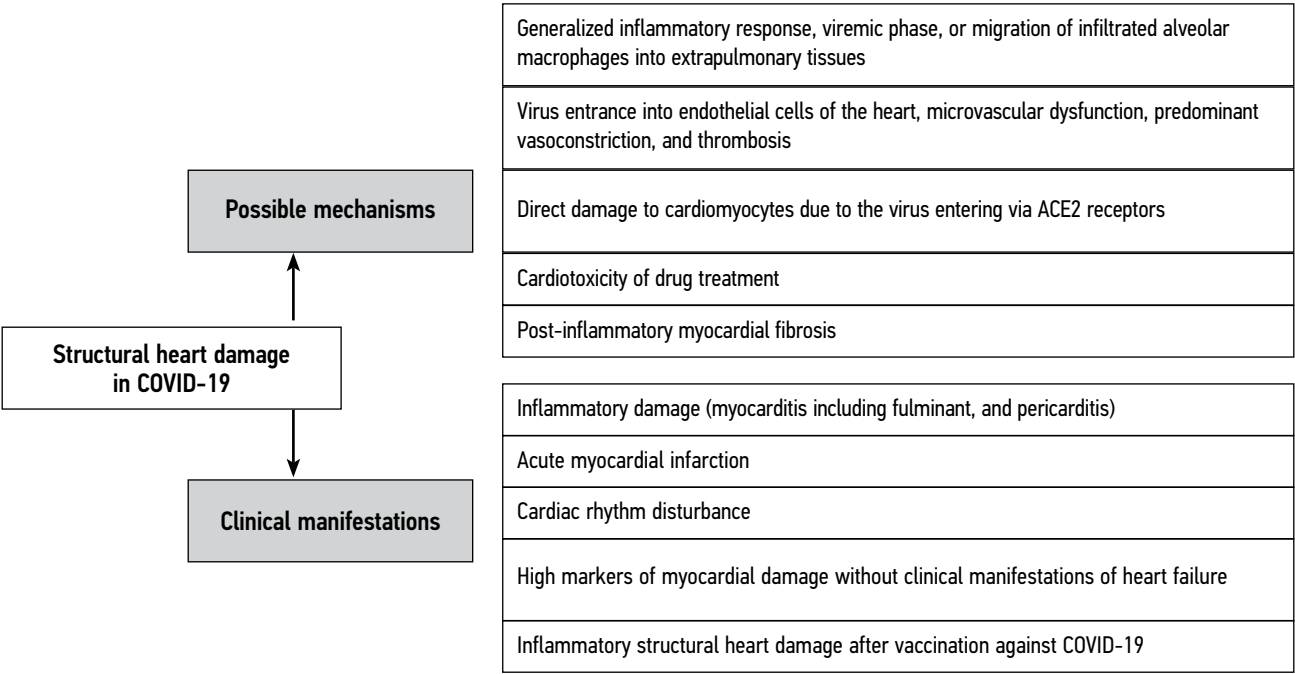 Generalized inflammatory response, viremic phase, or migration of infiltrated alveolar
macrophages into extrapulmonary tissues
Virus entrance into endothelial cells of the heart, microvascular dysfunction, predominant
vasoconstriction, and thrombosis
Possible mechanisms
Direct damage to cardiomyocytes due to the virus entering via ACE2 receptors
Cardiotoxicity of drug treatment
Post-inflammatory myocardial fibrosis
Structural heart damage
in COVID-19
Inflammatory damage (myocarditis including fulminant, and pericarditis)
Acute myocardial infarction
Clinical manifestations
Cardiac rhythm disturbance
High markers of myocardial damage without clinical manifestations of heart failure
Inflammatory structural heart damage after vaccination against COVID-19